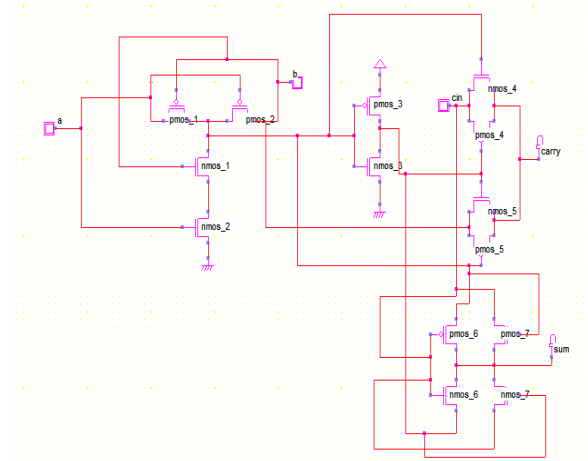 a
b
pmos_1
pmos_2
nmos_1
nmos_2
pmos_3
nmos_3
cin
nmos_4
pmos_4
carry
nmos_5
pmos_5
pmos_6
pmos_7
sum
nmos_6
nmos_7